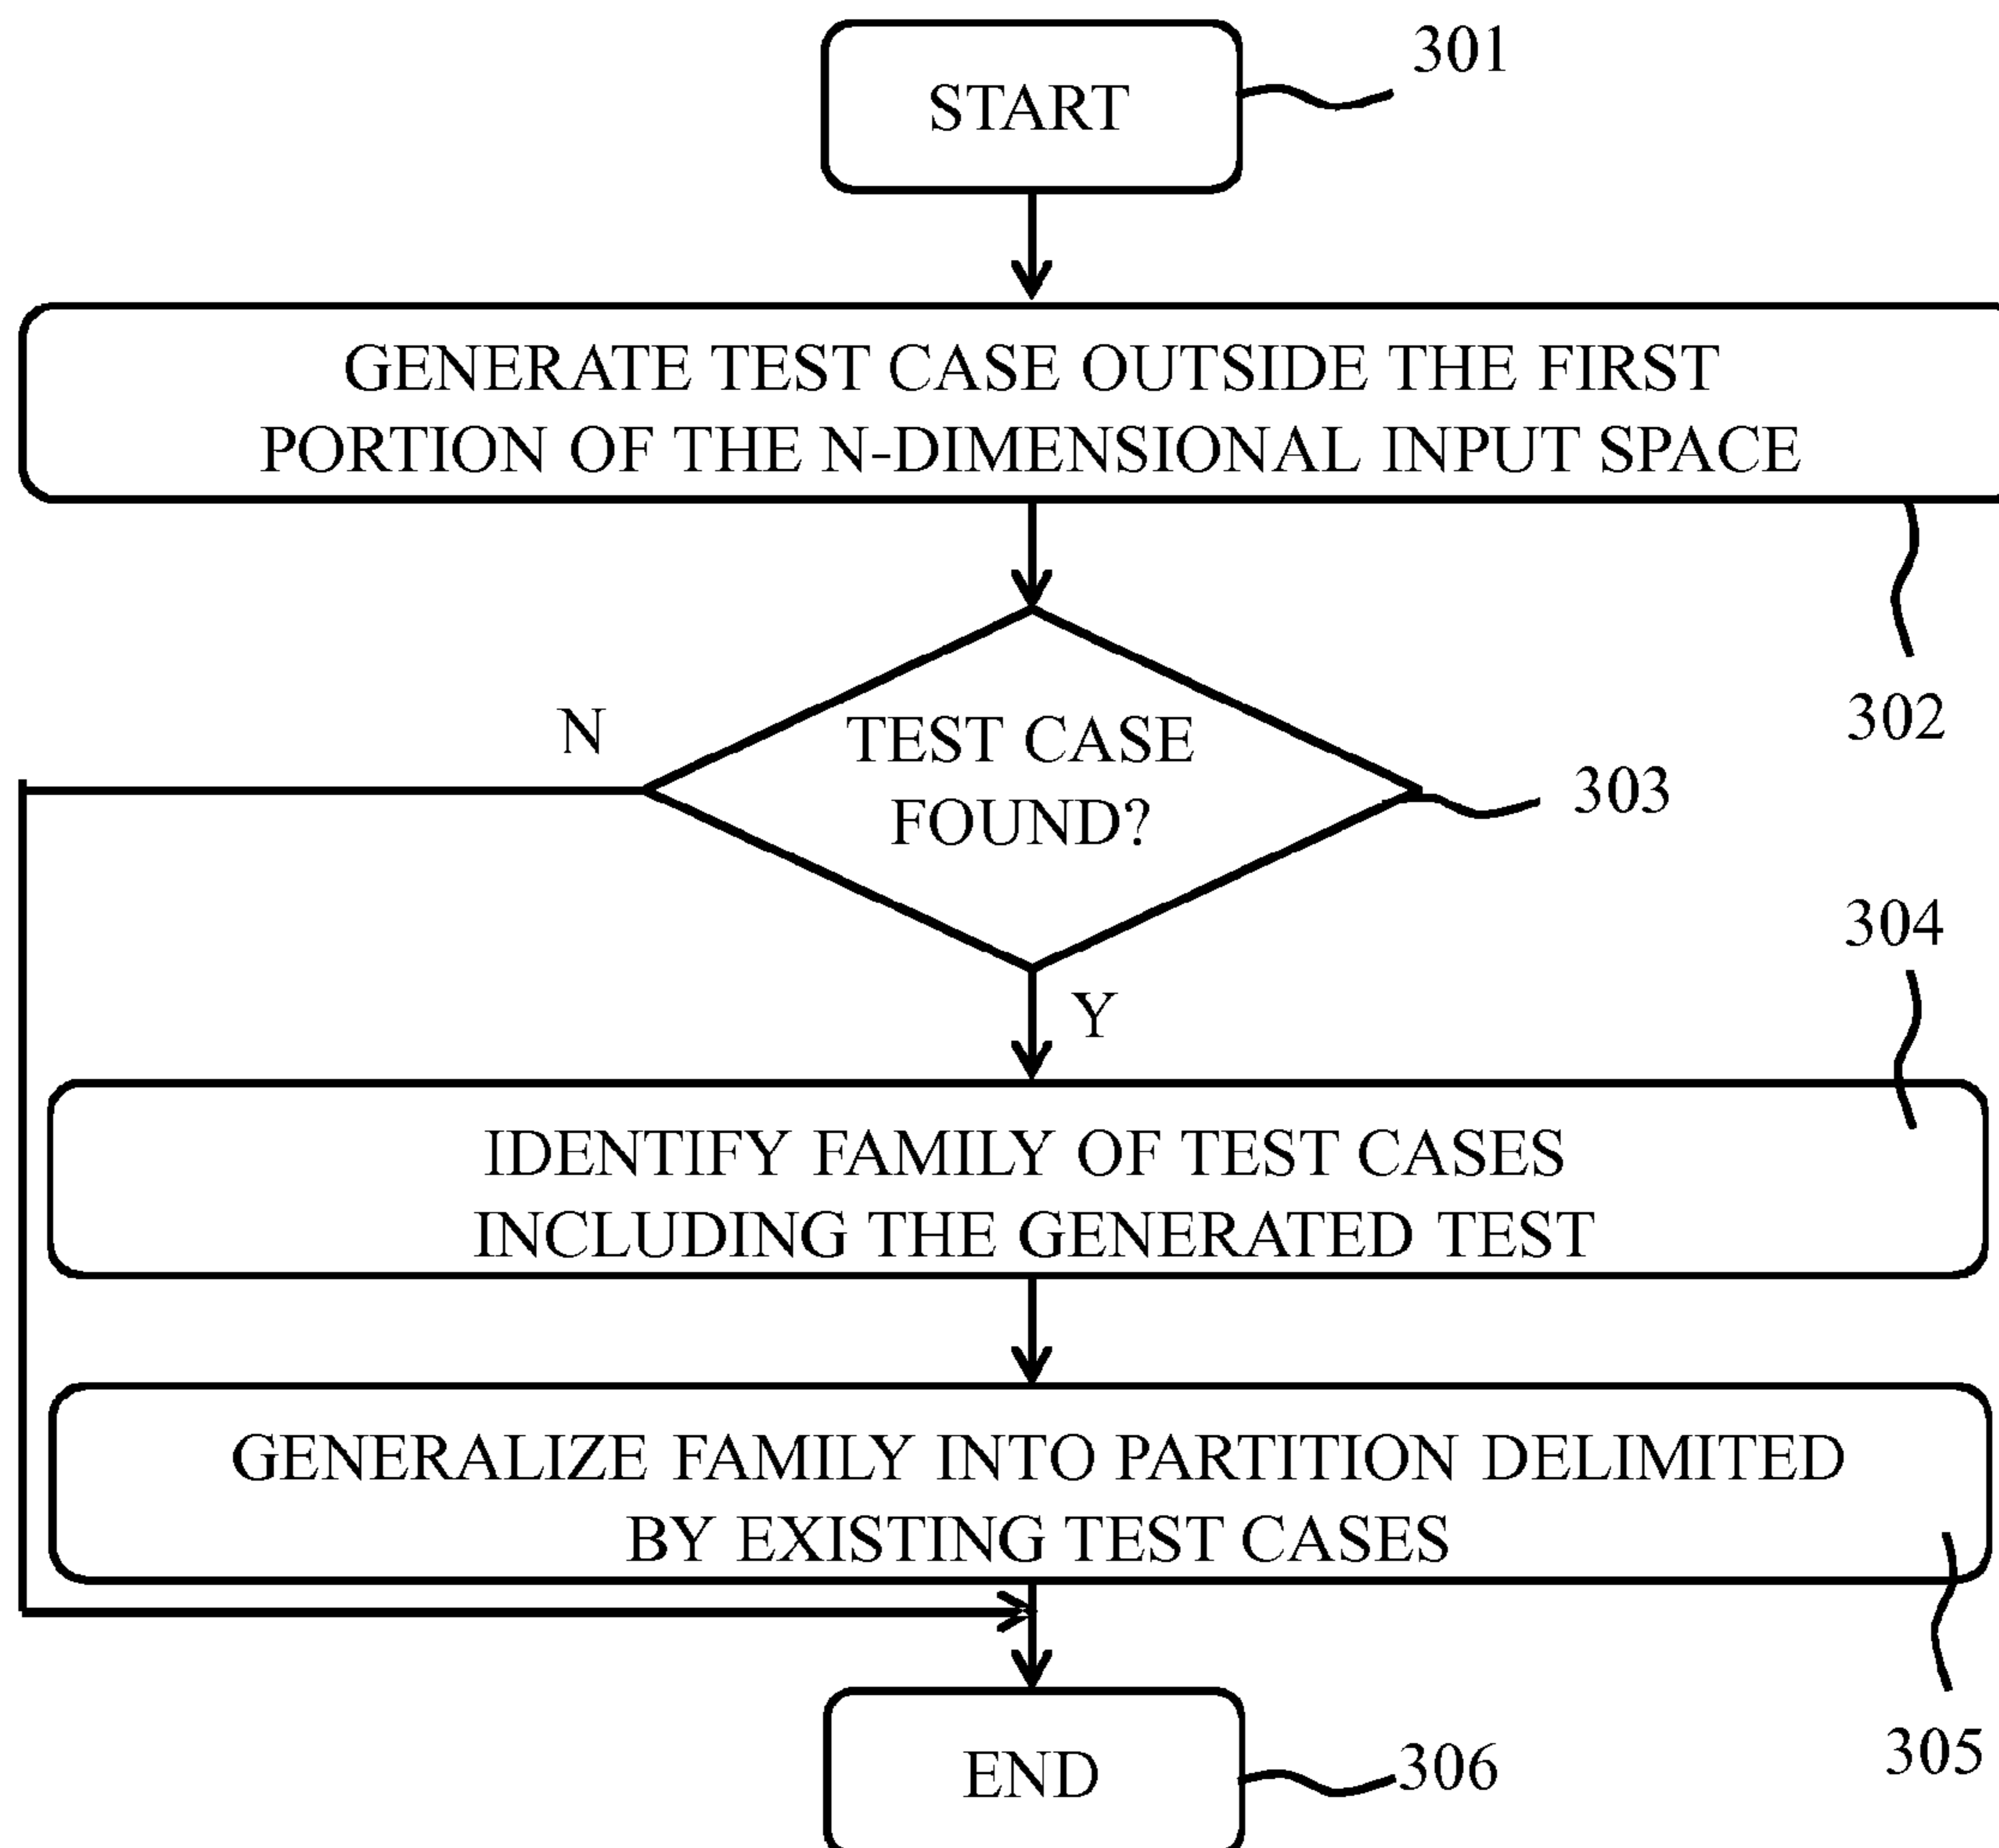 START
301
GENERATE TEST CASE OUTSIDE THE FIRST
PORTION OF THE N-DIMENSIONAL INPUT SPACE
302
N
TEST CASE
FOUND?
303
304
Y
IDENTIFY FAMILY OF TEST CASES
INCLUDING THE GENERATED TEST
GENERALIZE FAMILY INTO PARTITION DELIMITED
BY EXISTING TEST CASES
305
END
306